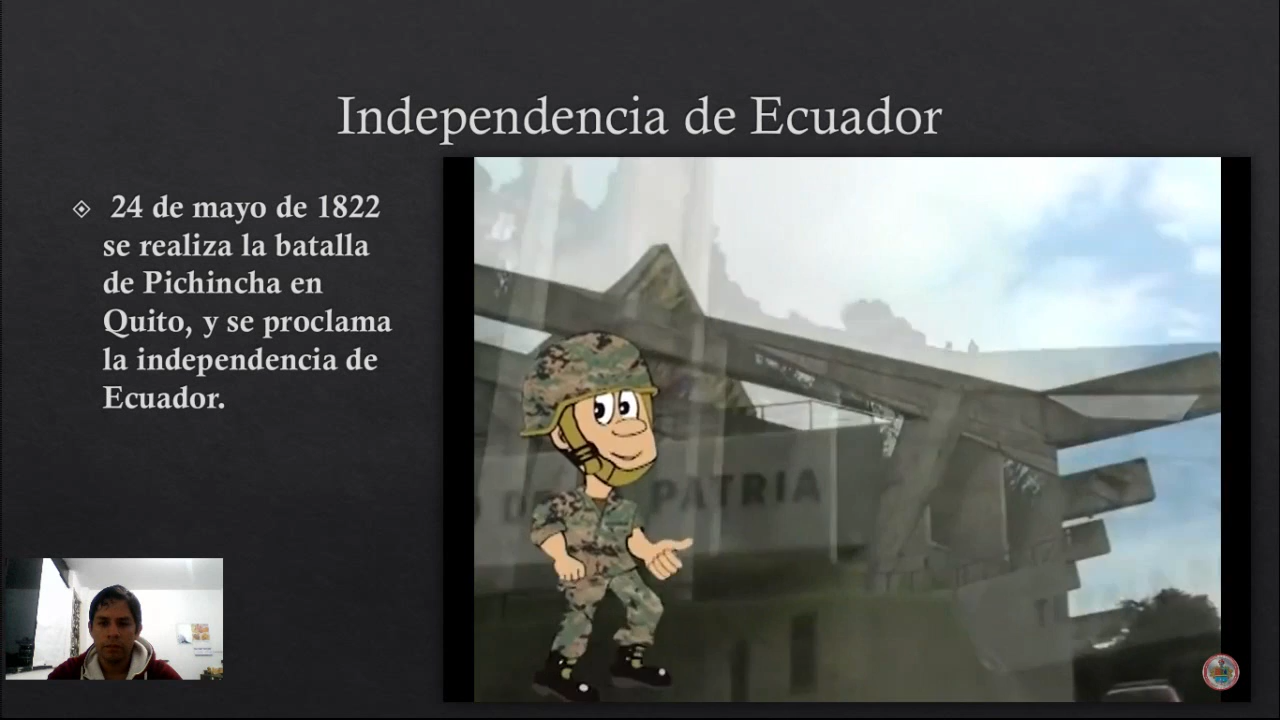 Independencia de Ecuador
24 de mayo de 1822
se realiza la batalla
de Pichincha en
Quito, y se proclama
la independencia de
Ecuador.
PATRIA